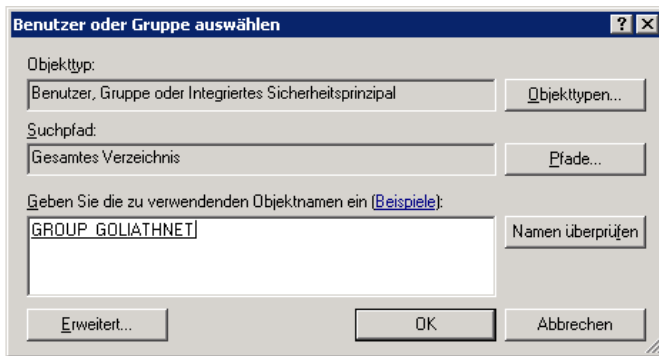 Benutzer oder Gruppe auswählen
Objekttyp:
Benutzer, Gruppe oder Integriertes Sicherheitsprinzipal
Objekttypen...
Suchpfad:
Gesamtes Verzeichnis
Pfade...
Geben Sie die zu verwendenden Objektnamen ein (Beispiele):
GROUP_GOLIATHNET
Namen überprüfen
Erweitert...
OK
Abbrechen